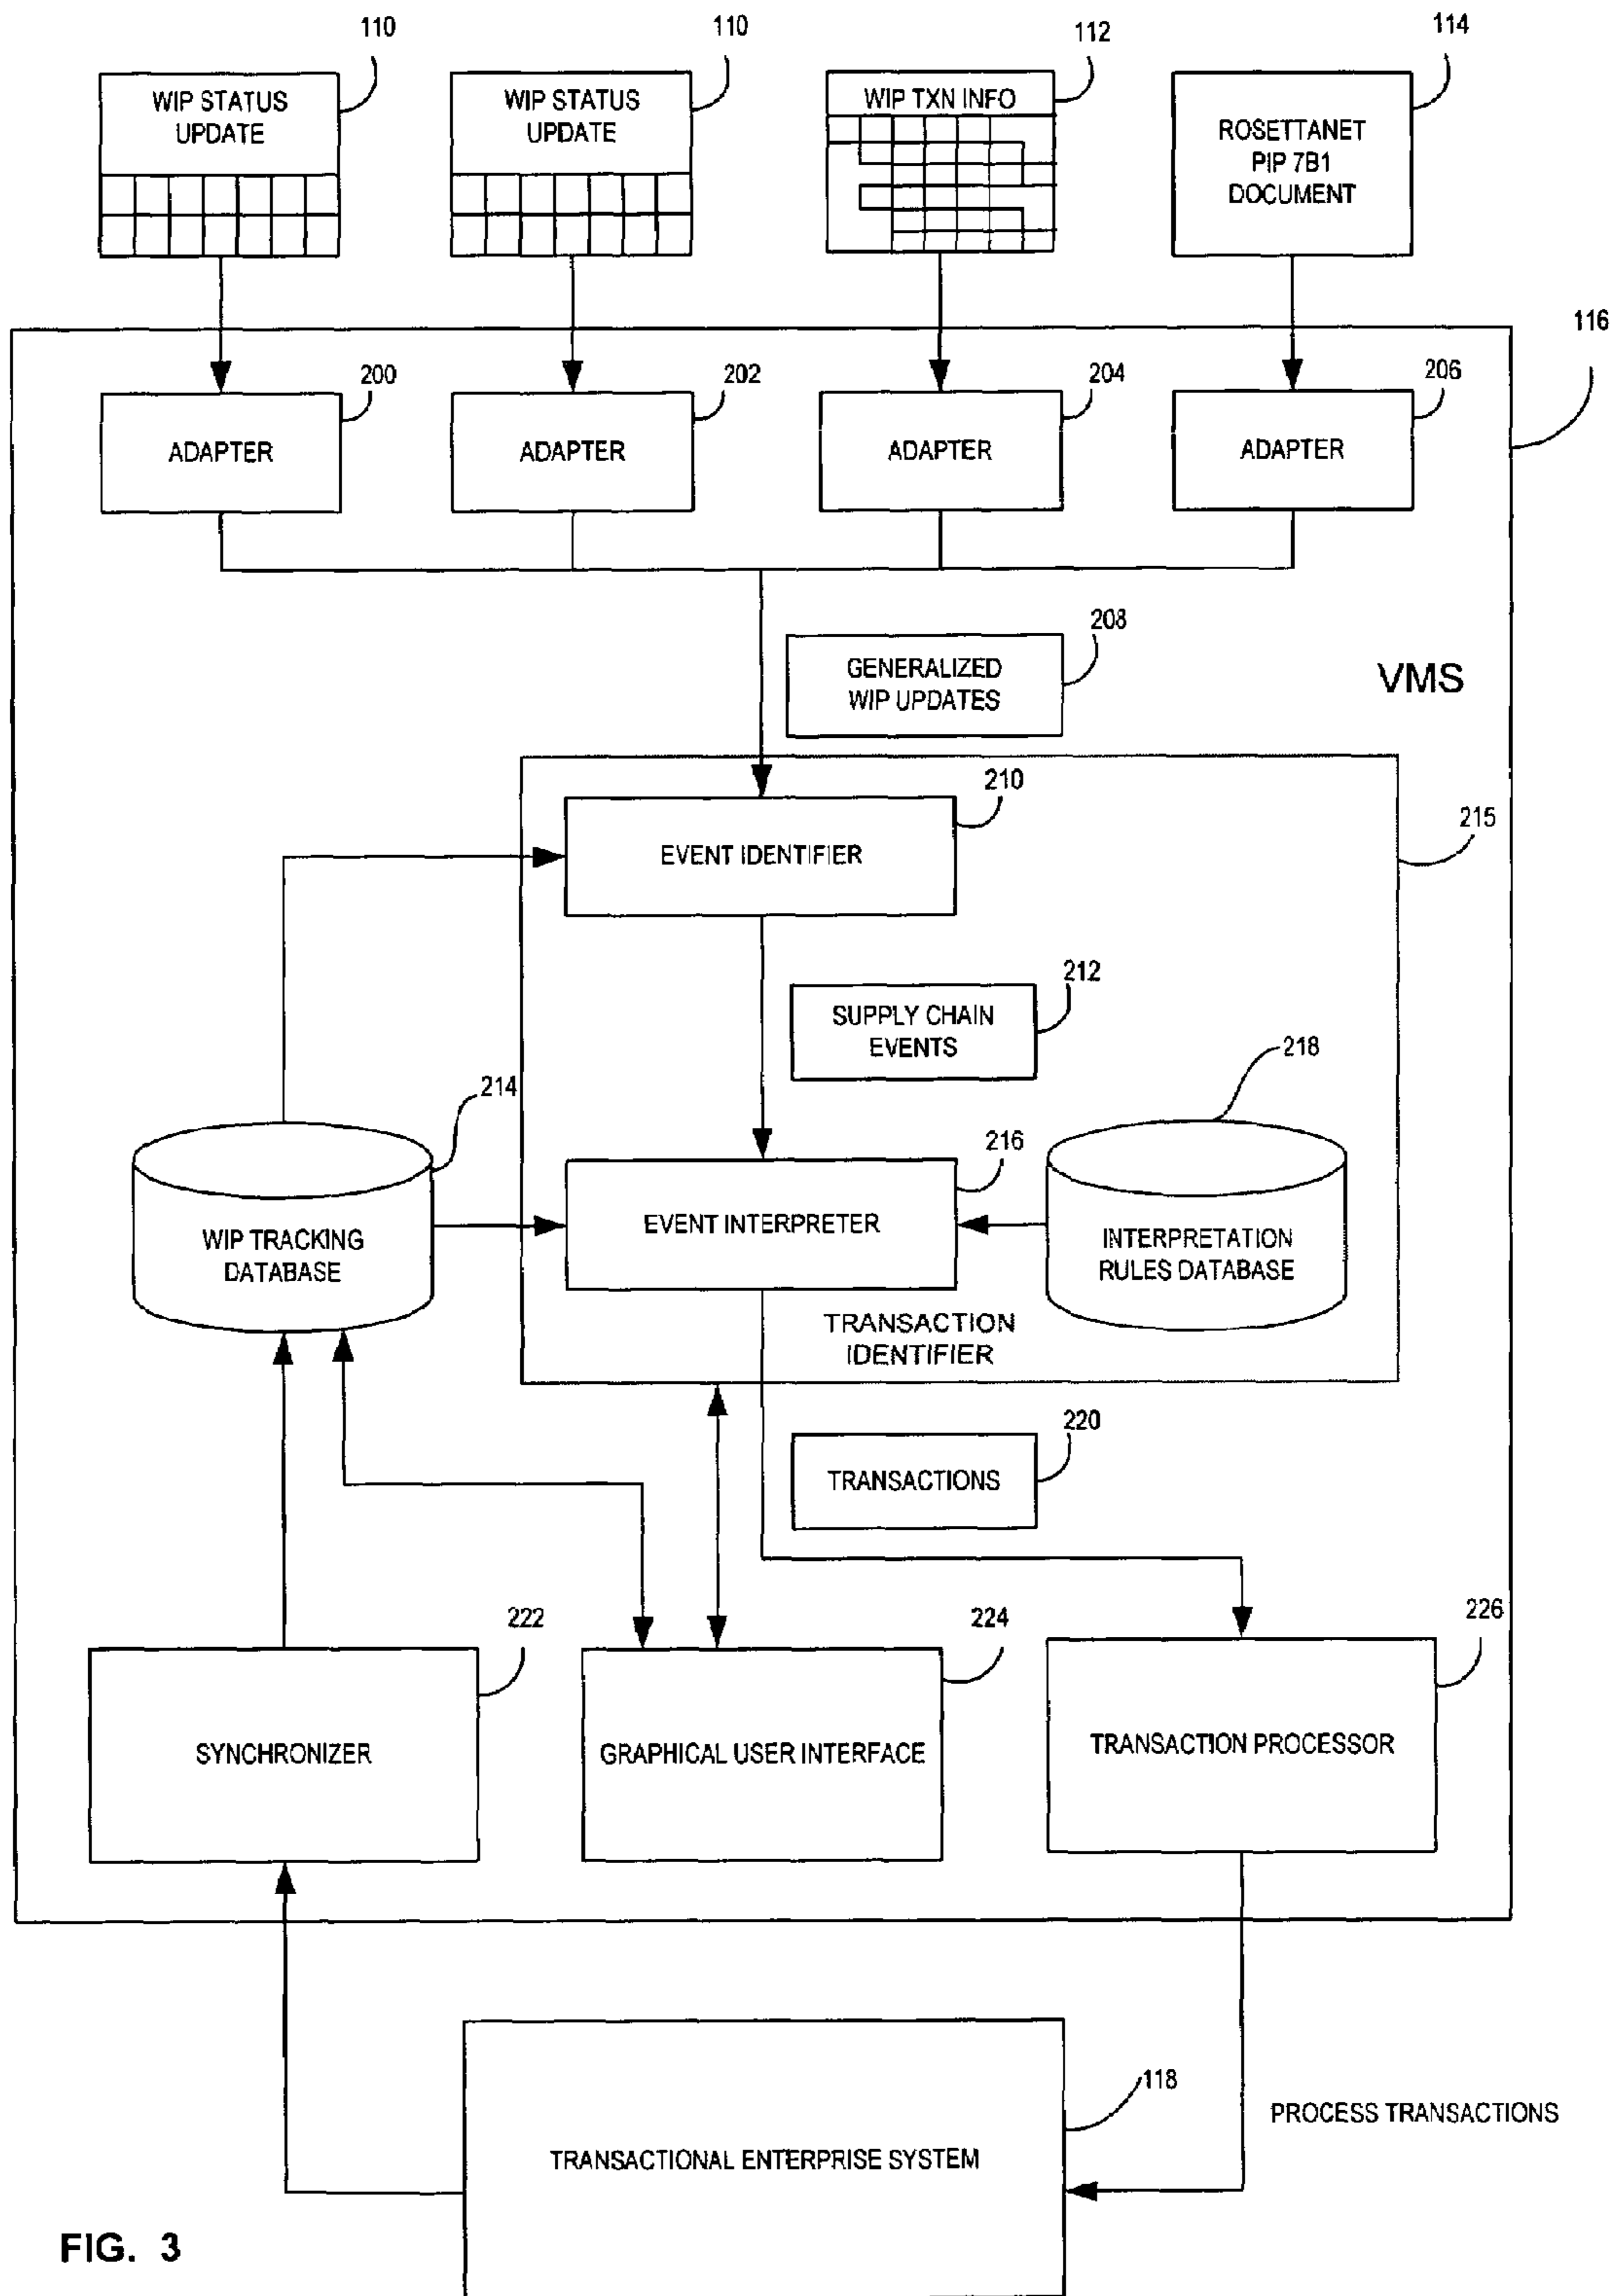 110
110
112
114
WIP STATUS
UPDATE
WIP STATUS
UPDATE
WIP TXN INFO
ROSETTANET
PIP 7B1
DOCUMENT
116
200
202
204
206
ADAPTER
ADAPTER
ADAPTER
ADAPTER
208
GENERALIZED
WIP UPDATES
VMS
210
215
EVENT IDENTIFIER
212
SUPPLY CHAIN
EVENTS
218
214
216
EVENT INTERPRETER
WIP TRACKING
DATABASE
INTERPRETATION
RULES DATABASE
TRANSACTION
IDENTIFIER
220
TRANSACTIONS
222
224
226
SYNCHRONIZER
GRAPHICAL USER INTERFACE
TRANSACTION PROCESSOR
118
PROCESS TRANSACTIONS
TRANSACTIONAL ENTERPRISE SYSTEM
FIG. 3